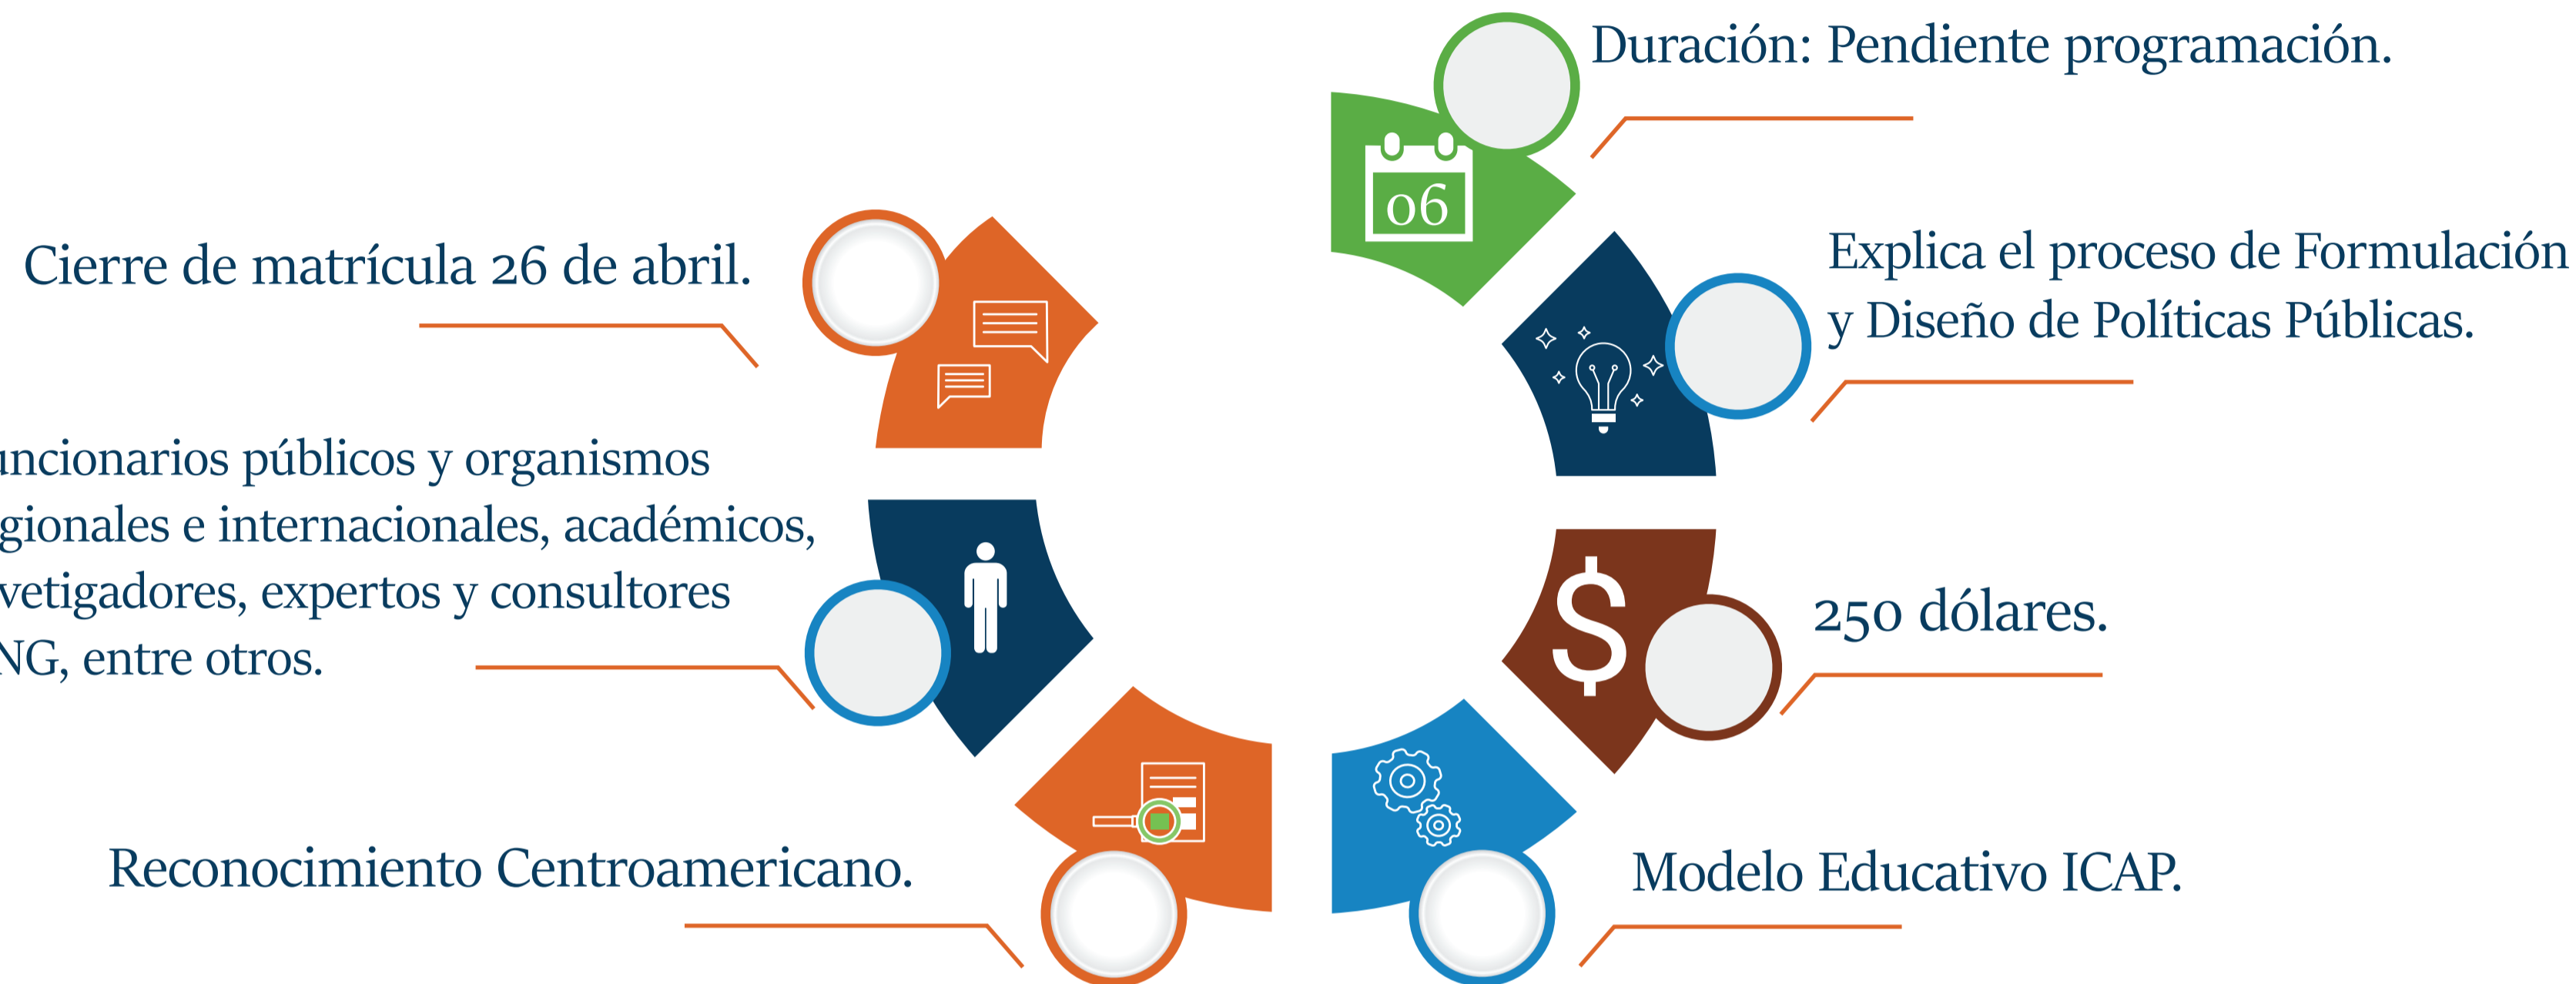 Duración: Pendiente programación.
06
Explica el proceso de Formulación
y Diseño de Políticas Públicas.
$
250 dólares.
Modelo Educativo ICAP.
Cierre de matrícula 26 de abril.
uncionarios públicos y organismos
gionales e internacionales, académicos,
vetigadores, expertos y consultores
NG, entre otros.
Reconocimiento Centroamericano.